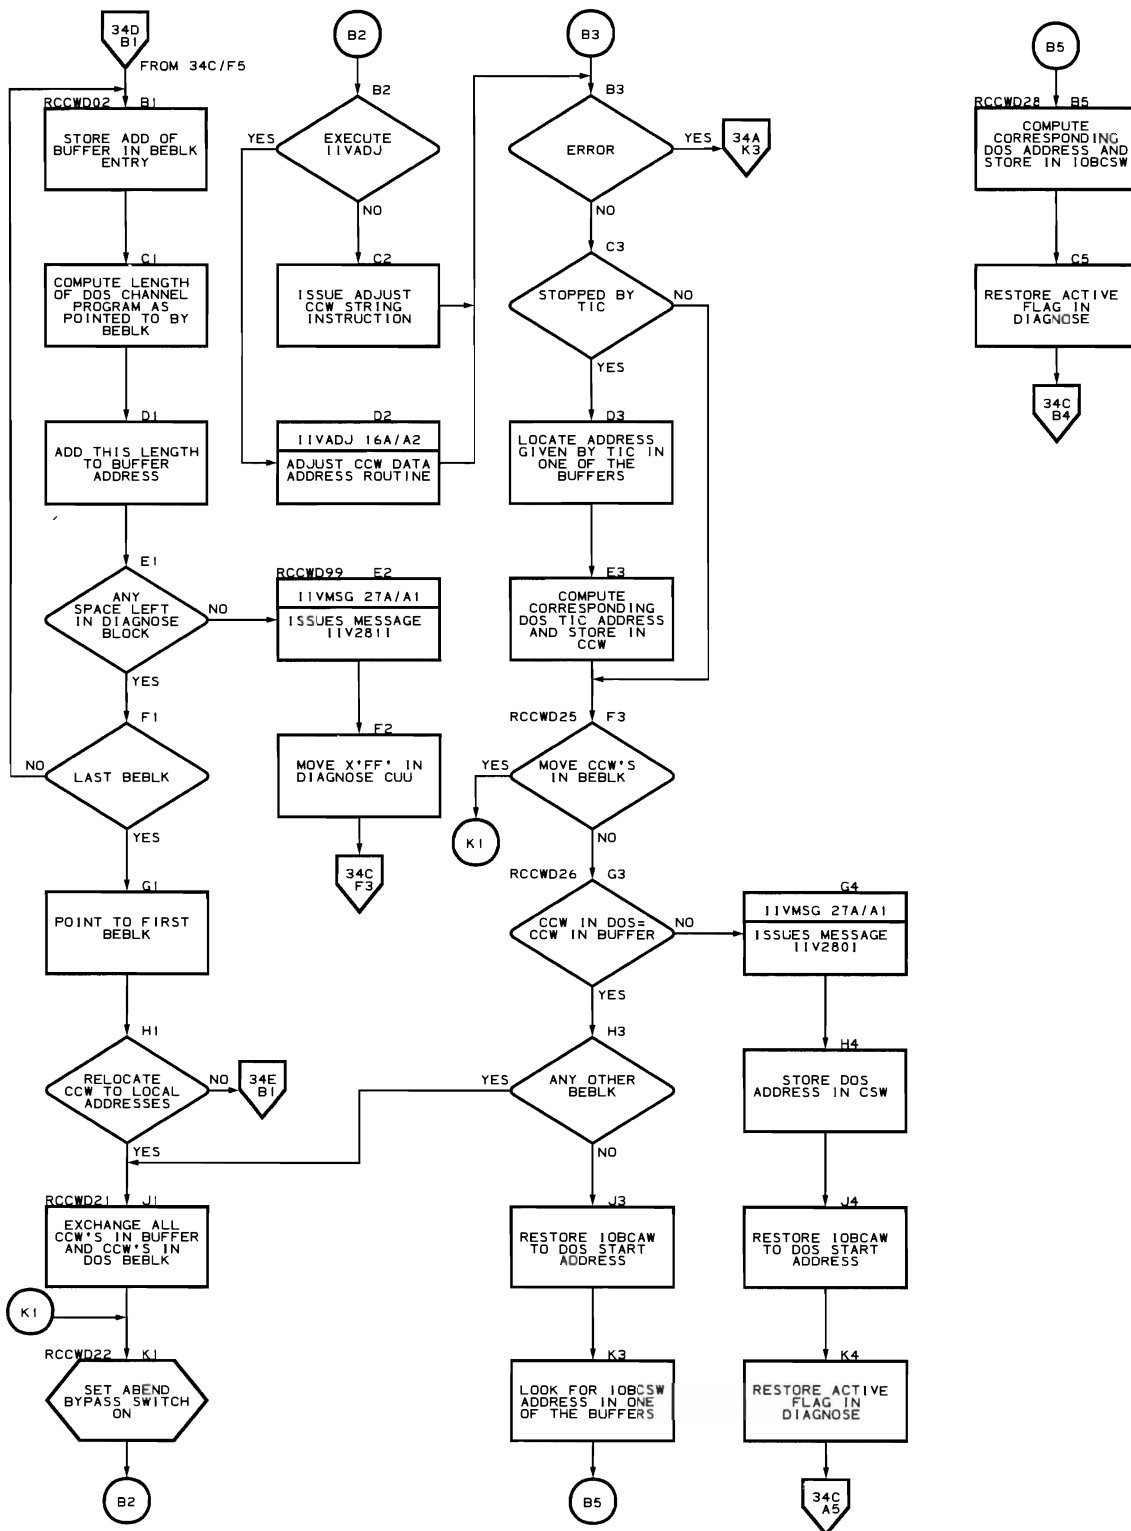 34D
B1
FROM 34C/F5
RCCWD02
B1
STORE ADD OF
BUFFER IN BEBLK
ENTRY
C1
COMPUTE LENGTH
OF DOS CHANNEL
PROGRAM AS
POINTED TO BY
BEBLK
D1
ADD THIS LENGTH
TO BUFFER
ADDRESS
E1
ANY
SPACE LEFT
IN DIAGNOSE
BLOCK
NO
YES
F1
LAST BEBLK
NO
YES
G1
POINT TO FIRST
BEBLK
H1
RELOCATE
CCW TO LOCAL
ADDRESSES
NO
34E
B1
YES
RCCWD21
J1
EXCHANGE ALL
CCW'S IN BUFFER
AND CCW'S IN
DOS BEBLK
K1
RCCWD22
K1
SET ABEND
BYPASS SWITCH
ON
B2
B2
B2
EXECUTE
IIVADJ
YES
NO
C2
ISSUE ADJUST
CCW STRING
INSTRUCTION
D2
IIVADJ 16A/A2
ADJUST CCW DATA
ADDRESS ROUTINE
RCCWD99
E2
IIVMSG 27A/A1
ISSUES MESSAGE
IIV281I
F2
MOVE X'FF' IN
DIAGNOSE CUU
34C
F3
B3
B3
ERROR
YES
34A
K3
NO
C3
STOPPED BY
TIC
NO
YES
D3
LOCATE ADDRESS
GIVEN BY TIC IN
ONE OF THE
BUFFERS
E3
COMPUTE
CORRESPONDING
DOS TIC ADDRESS
AND STORE IN
CCW
RCCWD25
F3
MOVE CCW'S
IN BEBLK
YES
K1
NO
RCCWD26
G3
CCW IN DOS=
CCW IN BUFFER
NO
YES
H3
ANY OTHER
BEBLK
YES
NO
J3
RESTORE IOBCAW
TO DOS START
ADDRESS
K3
LOOK FOR IOBCSW
ADDRESS IN ONE
OF THE BUFFERS
B5
G4
IIVMSG 27A/A1
ISSUES MESSAGE
IIV280I
H4
STORE DOS
ADDRESS IN CSW
J4
RESTORE IOBCAW
TO DOS START
ADDRESS
K4
RESTORE ACTIVE
FLAG IN
DIAGNOSE
34C
A5
B5
RCCWD28
B5
COMPUTE
CORRESPONDING
DOS ADDRESS AND
STORE IN IOBCSW
C5
RESTORE ACTIVE
FLAG IN
DIAGNOSE
34C
B4